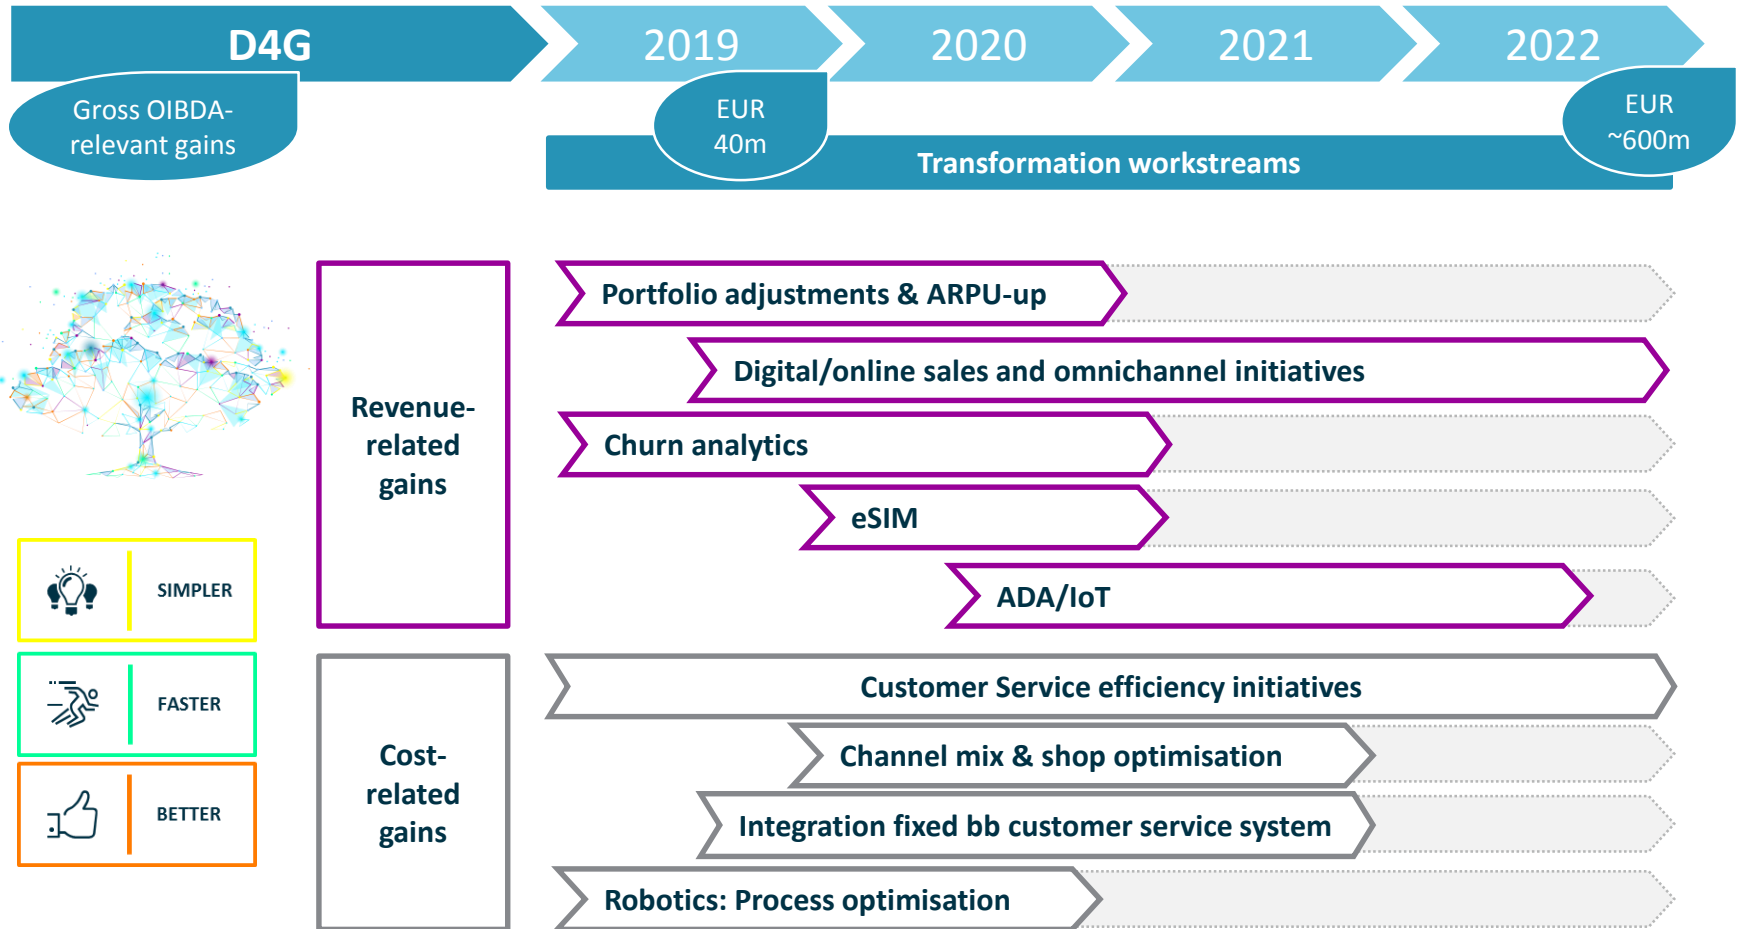 D4G
2019
2020
2021
2022
Gross OIBDA-
relevant gains
EUR
40m
EUR
~600m
Transformation workstreams
Revenue-
related
gains
Portfolio adjustments & ARPU-up
Digital/online sales and omnichannel initiatives
Churn analytics
eSIM
ADA/IoT
SIMPLER
FASTER
BETTER
Cost-
related
gains
Customer Service efficiency initiatives
Channel mix & shop optimisation
Integration fixed bb customer service system
Robotics: Process optimisation